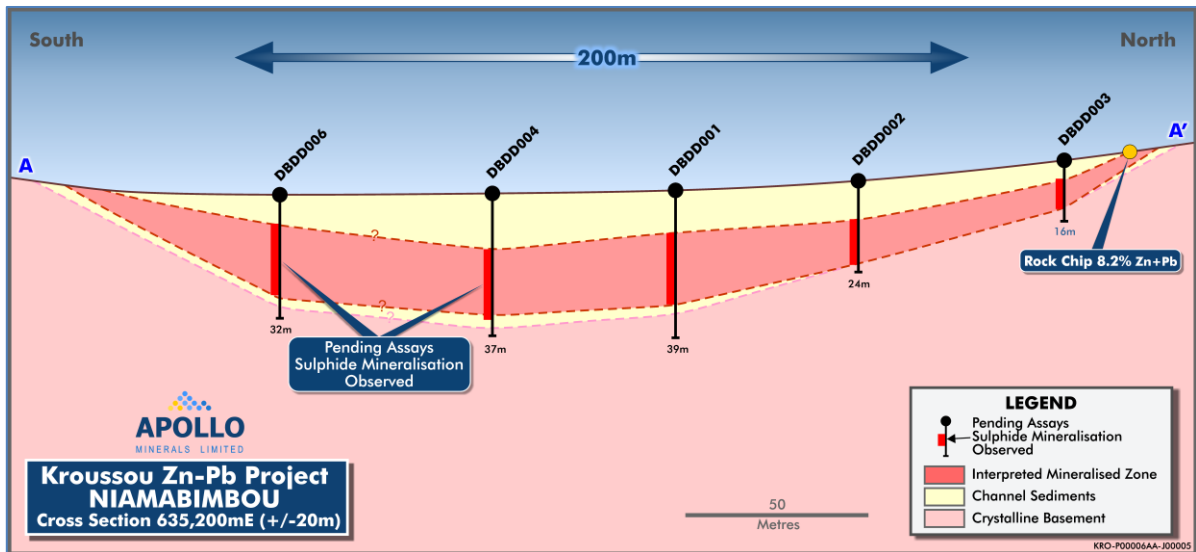 South
North
200m
DBDD006
DBDD004
DBDD001
DBDD002
DBDD003
A
A'
?
?
?
16m
Rock Chip 8.2% Zn+Pb
24m
32m
37m
39m
Pending Assays
Sulphide Mineralisation
Observed
APOLLO
MINERALS LIMITED
Kroussou Zn-Pb Project
NIAMABIMBOU
Cross Section 635,200mE (+/-20m)
50
Metres
LEGEND
Pending Assays
Sulphide Mineralisation
Observed
Interpreted Mineralised Zone
Channel Sediments
Crystalline Basement
KRO-P00006AA-J00005